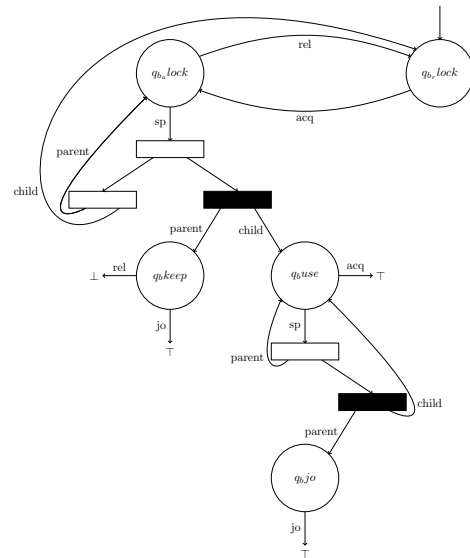 rel
q_{b_a}lock
q_{b_r}lock
acq
sp
parent
child
parent
child
q_bkeep
q_buse
rel
⊥
acq
⊤
jo
⊤
sp
parent
child
parent
q_bjo
jo
⊤